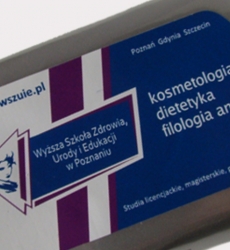 wszuie.pl
Poznań Gdynia Szczecin
kosmetologia
dietetyka
filologia an
Wyższa Szkoła Zdrowia,
Urody i Edukacji
w Poznaniu
Studia licencjackie, magisterskie, p